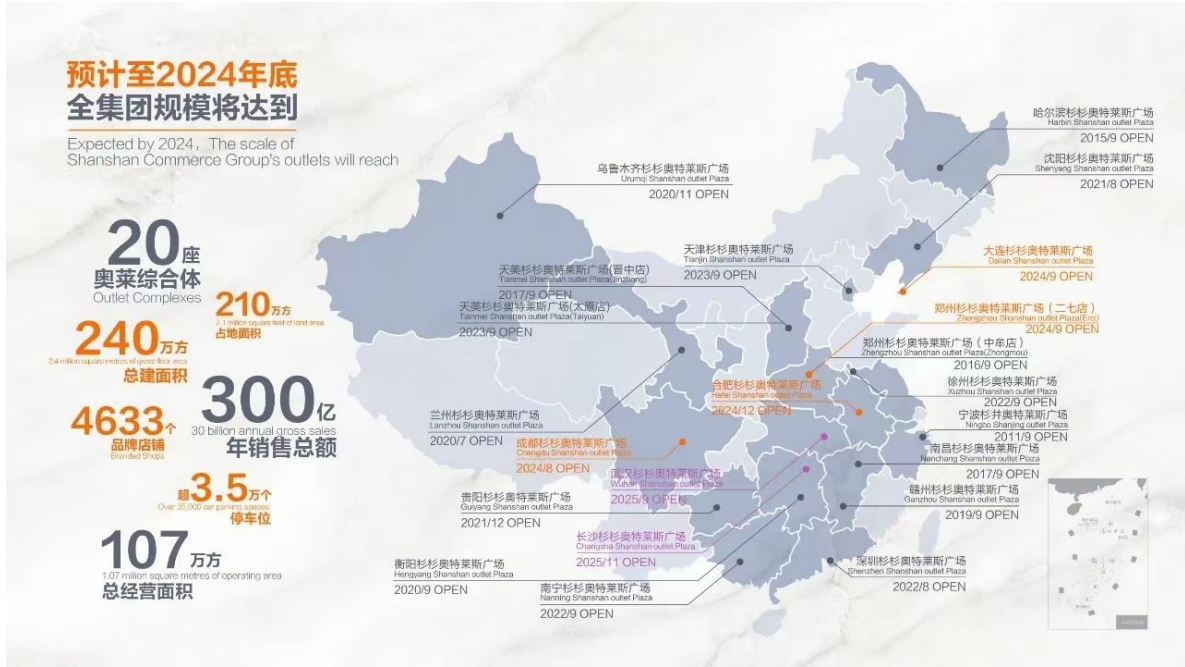 预计至2024年底
全集团规模将达到
Expected by 2024, The scale of
Shanshan Commerce Group's outlets will reach
20座
奥莱综合体
Outlet Complexes
210万方
2.1 million square feet of land area
占地面积
240万方
2.4 million square metres of gross floor area
总建面积
300亿
30 billion annual gross sales
年销售总额
4633个
品牌店铺
Branded Shops
超3.5万个
Over 35,000 car parking spaces
停车位
107万方
1.07 million square metres of operating area
总经营面积
乌鲁木齐杉杉奥特莱斯广场
Urumqi Shanshan outlet Plaza
2020/11 OPEN
哈尔滨杉杉奥特莱斯广场
Harbin Shanshan outlet Plaza
2015/9 OPEN
沈阳杉杉奥特莱斯广场
Shenyang Shanshan outlet Plaza
2021/8 OPEN
天津杉杉奥特莱斯广场
Tianjin Shanshan outlet Plaza
2023/9 OPEN
大连杉杉奥特莱斯广场
Dalian Shanshan outlet Plaza
2024/9 OPEN
天美杉杉奥特莱斯广场(晋中店)
Tianmei Shanshan outlet Plaza(Jinzhong)
2017/9 OPEN
天美杉杉奥特莱斯广场(太原店)
Tianmei Shanshan outlet Plaza(Taiyuan)
2023/9 OPEN
郑州杉杉奥特莱斯广场（二七店）
Zhengzhou Shanshan outlet Plaza(Erqi)
2024/9 OPEN
郑州杉杉奥特莱斯广场（中牟店）
Zhengzhou Shanshan outlet Plaza(Zhongmou)
2016/9 OPEN
合肥杉杉奥特莱斯广场
Hefei Shanshan outlet Plaza
2024/12 OPEN
徐州杉杉奥特莱斯广场
Xuzhou Shanshan outlet Plaza
2022/9 OPEN
宁波杉井奥特莱斯广场
Ningbo Shanjing outlet Plaza
2011/9 OPEN
兰州杉杉奥特莱斯广场
Lanzhou Shanshan outlet Plaza
2020/7 OPEN
成都杉杉奥特莱斯广场
Chengdu Shanshan outlet Plaza
2024/8 OPEN
南昌杉杉奥特莱斯广场
Nanchang Shanshan outlet Plaza
2017/9 OPEN
武汉杉杉奥特莱斯广场
Wuhan Shanshan outlet Plaza
2025/9 OPEN
赣州杉杉奥特莱斯广场
Ganzhou Shanshan outlet Plaza
2019/9 OPEN
贵阳杉杉奥特莱斯广场
Guiyang Shanshan outlet Plaza
2021/12 OPEN
长沙杉杉奥特莱斯广场
Changsha Shanshan outlet Plaza
2025/11 OPEN
衡阳杉杉奥特莱斯广场
Hengyang Shanshan outlet Plaza
2020/9 OPEN
南宁杉杉奥特莱斯广场
Nanning Shanshan outlet Plaza
2022/9 OPEN
深圳杉杉奥特莱斯广场
Shenzhen Shanshan outlet Plaza
2022/8 OPEN